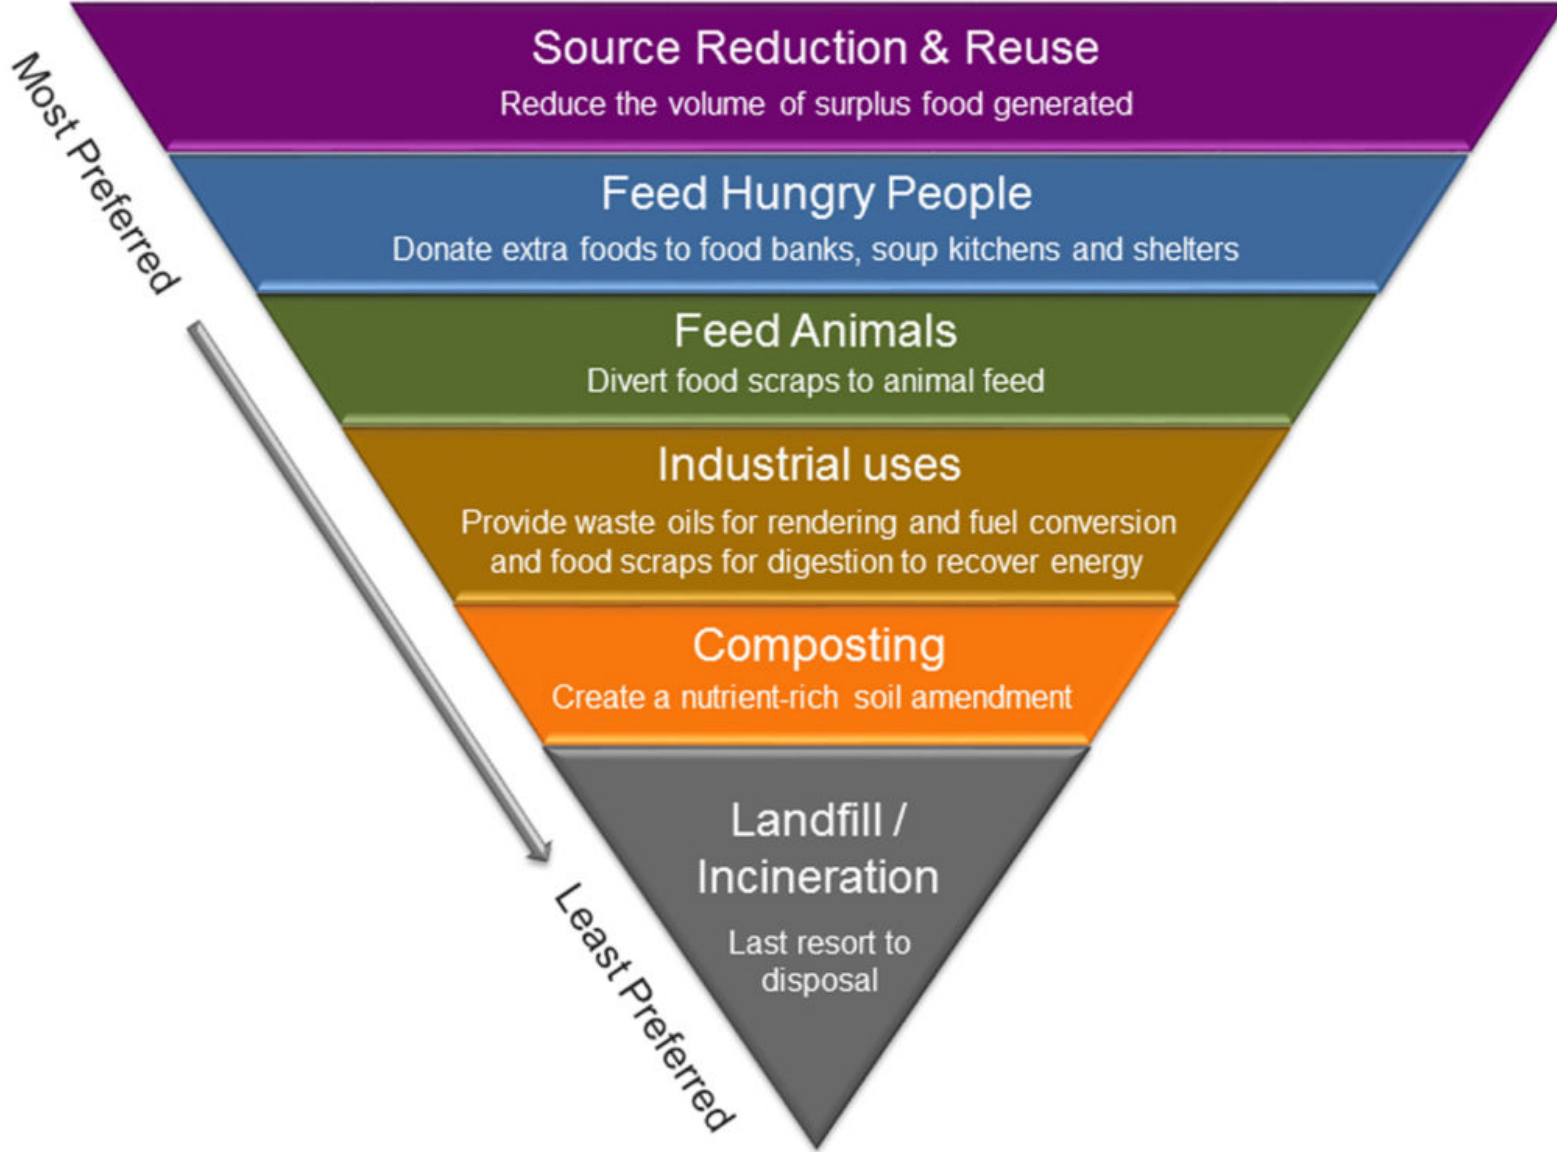 Source Reduction & Reuse
Reduce the volume of surplus food generated
Most Preferred
Feed Hungry People
Donate extra foods to food banks, soup kitchens and shelters
Feed Animals
Divert food scraps to animal feed
Industrial uses
Provide waste oils for rendering and fuel conversion
and food scraps for digestion to recover energy
Composting
Create a nutrient-rich soil amendment
Landfill /
Incineration
Last resort to
disposal
Least Preferred